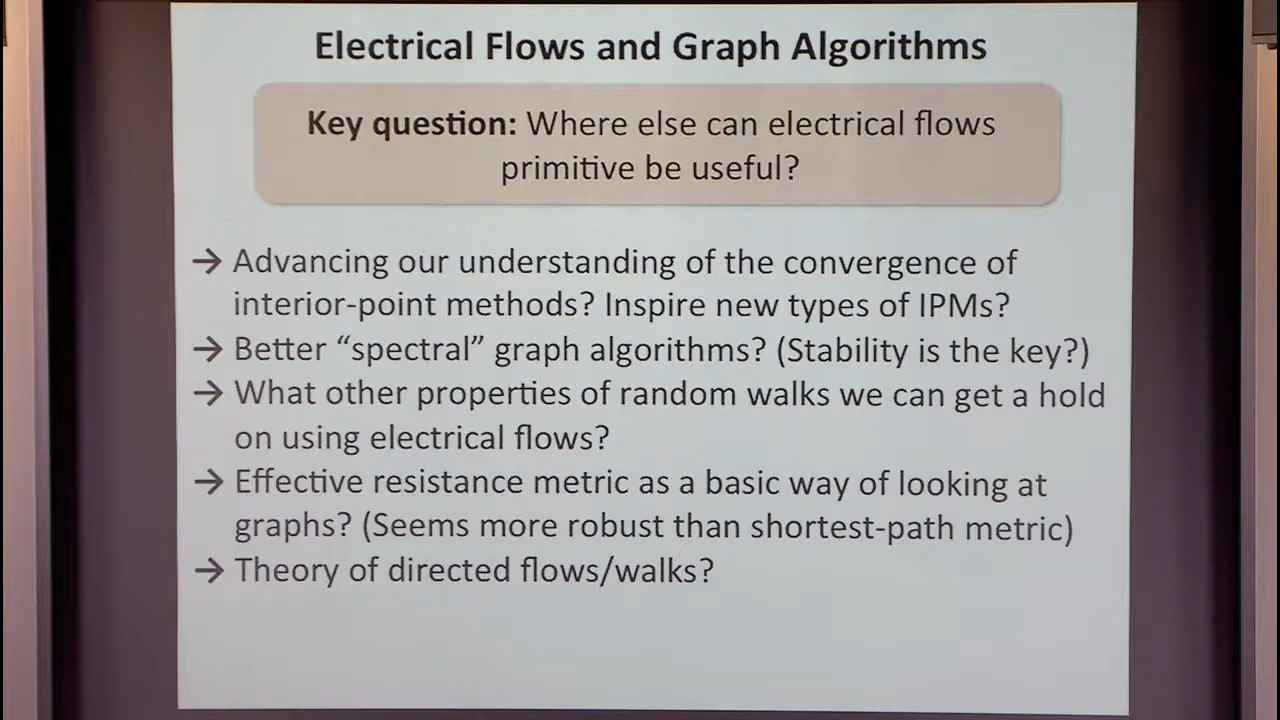 Electrical Flows and Graph Algorithms
Key question: Where else can electrical flows
primitive be useful?
→ Advancing our understanding of the convergence of
interior-point methods? Inspire new types of IPMs?
→ Better “spectral” graph algorithms? (Stability is the key?)
→ What other properties of random walks we can get a hold
on using electrical flows?
→ Effective resistance metric as a basic way of looking at
graphs? (Seems more robust than shortest-path metric)
→ Theory of directed flows/walks?